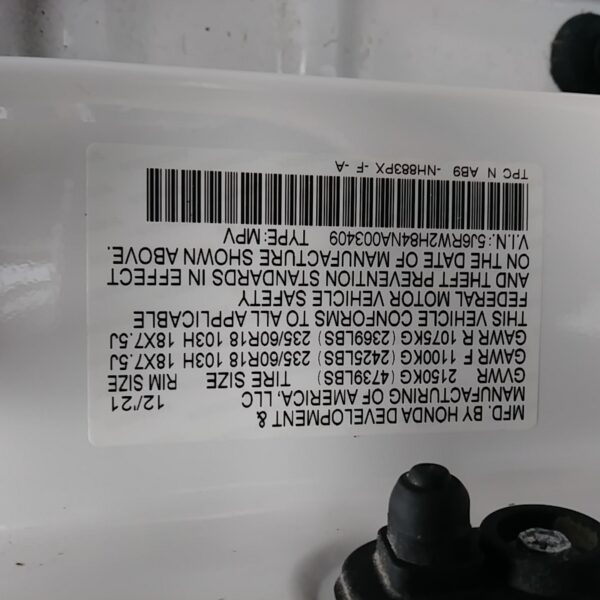 MFD. BY HONDA DEVELOPMENT &
MANUFACTURING OF AMERICA, LLC 12/'21
GVWR 2150KG (4739LBS) TIRE SIZE RIM SIZE
GAWR F 1100KG (2425LBS) 235/60R18 103H 18X7.5J
GAWR R 1075KG (2369LBS) 235/60R18 103H 18X7.5J
THIS VEHICLE CONFORMS TO ALL APPLICABLE
FEDERAL MOTOR VEHICLE SAFETY
AND THEFT PREVENTION STANDARDS IN EFFECT
ON THE DATE OF MANUFACTURE SHOWN ABOVE.
V.I.N.:5J6RW2H84NA003409 TYPE:MPV
TPC N AB9 -NH883PX -F -A